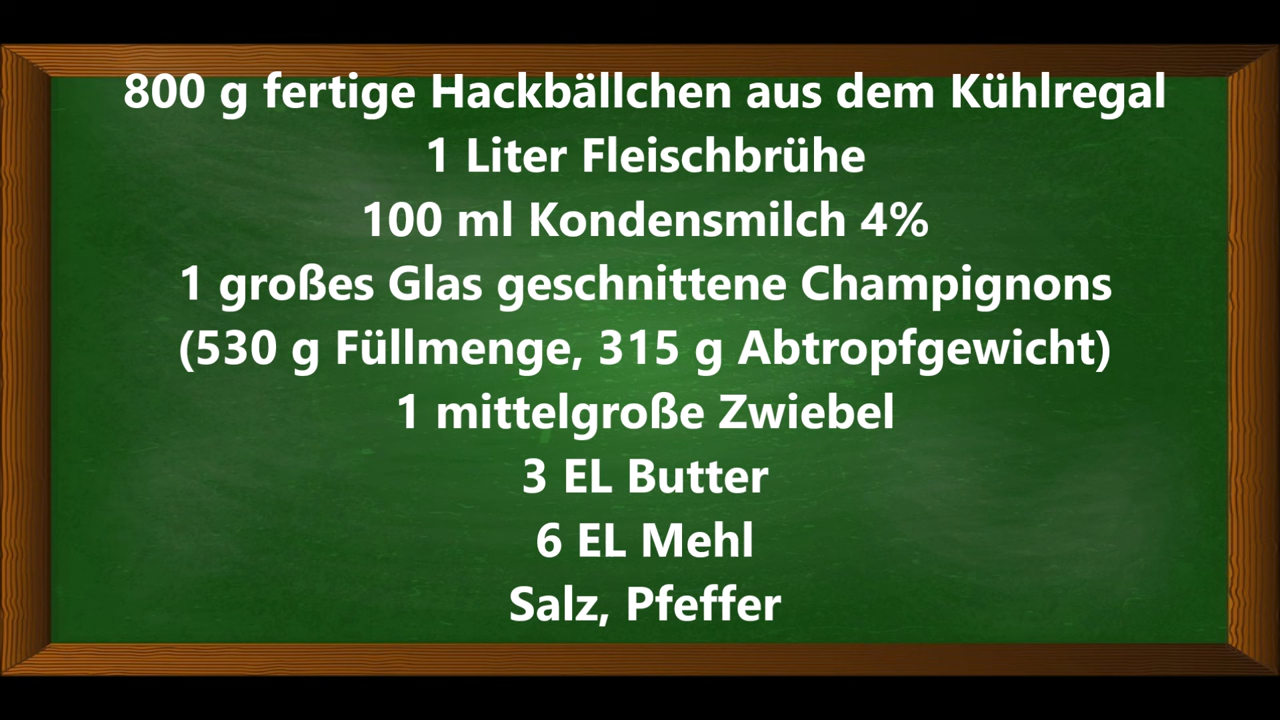 800 g fertige Hackbällchen aus dem Kühlregal
1 Liter Fleischbrühe
100 ml Kondensmilch 4%
1 großes Glas geschnittene Champignons
(530 g Füllmenge, 315 g Abtropfgewicht)
1 mittelgroße Zwiebel
3 EL Butter
6 EL Mehl
Salz, Pfeffer